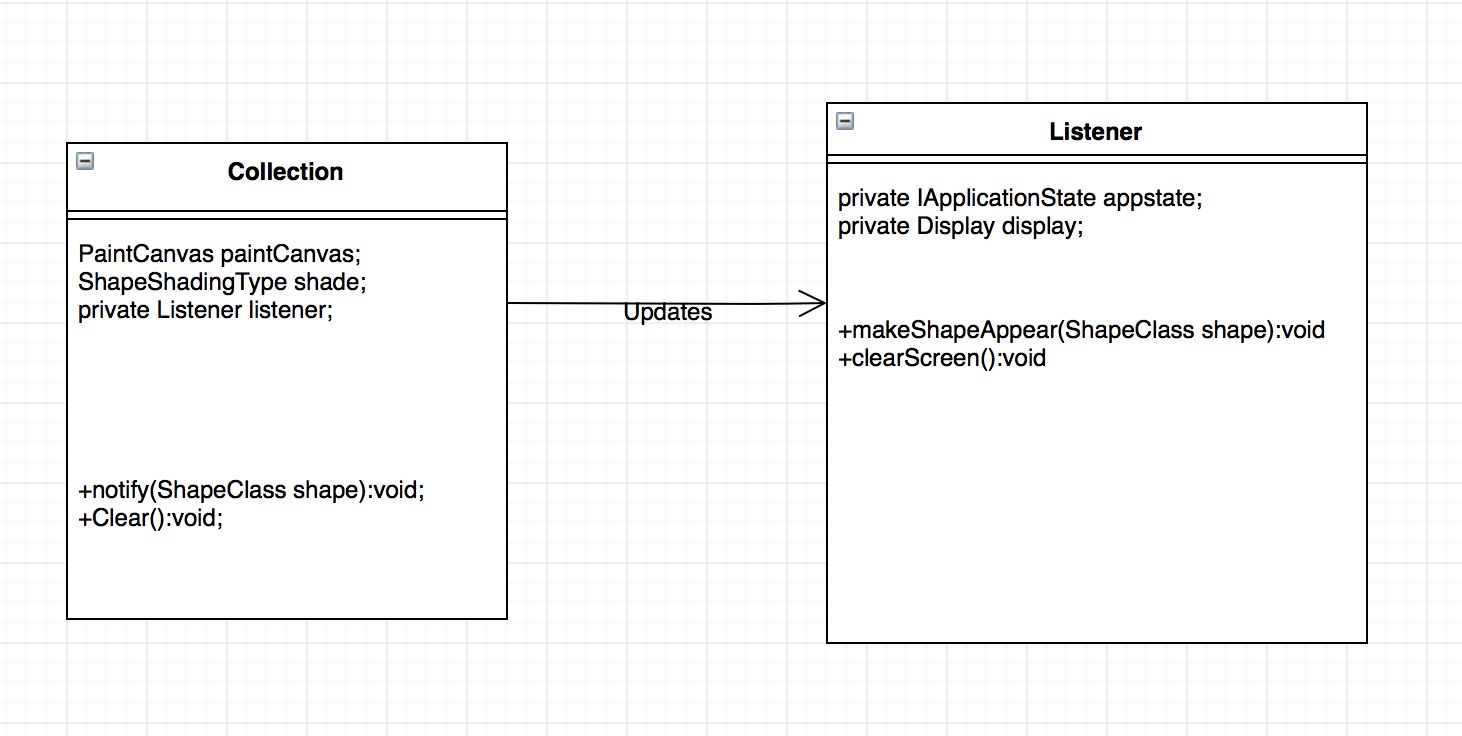 Collection
PaintCanvas paintCanvas;
ShapeShadingType shade;
private Listener listener;
+notify(ShapeClass shape):void;
+Clear():void;
Updates
Listener
private IApplicationState appstate;
private Display display;
+makeShapeAppear(ShapeClass shape):void
+clearScreen():void